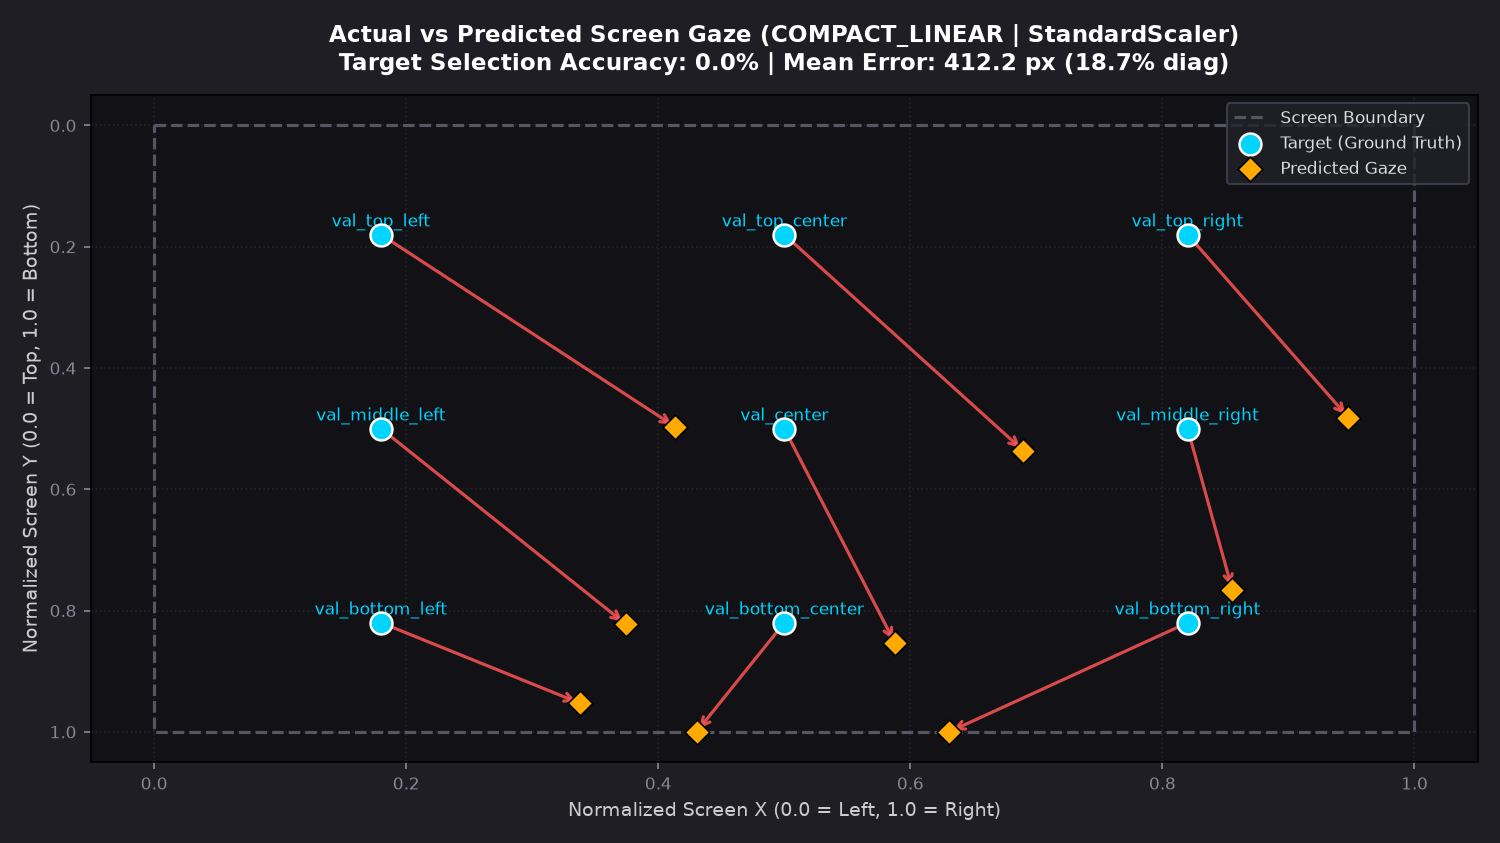 Actual vs Predicted Screen Gaze (COMPACT_LINEAR | StandardScaler)
Target Selection Accuracy: 0.0% | Mean Error: 412.2 px (18.7% diag)
Screen Boundary
Target (Ground Truth)
Predicted Gaze
val_top_left
val_top_center
val_top_right
val_middle_left
val_center
val_middle_right
val_bottom_left
val_bottom_center
val_bottom_right
0.0
0.2
0.4
0.6
0.8
1.0
Normalized Screen Y (0.0 = Top, 1.0 = Bottom)
0.0
0.2
0.4
0.6
0.8
1.0
Normalized Screen X (0.0 = Left, 1.0 = Right)